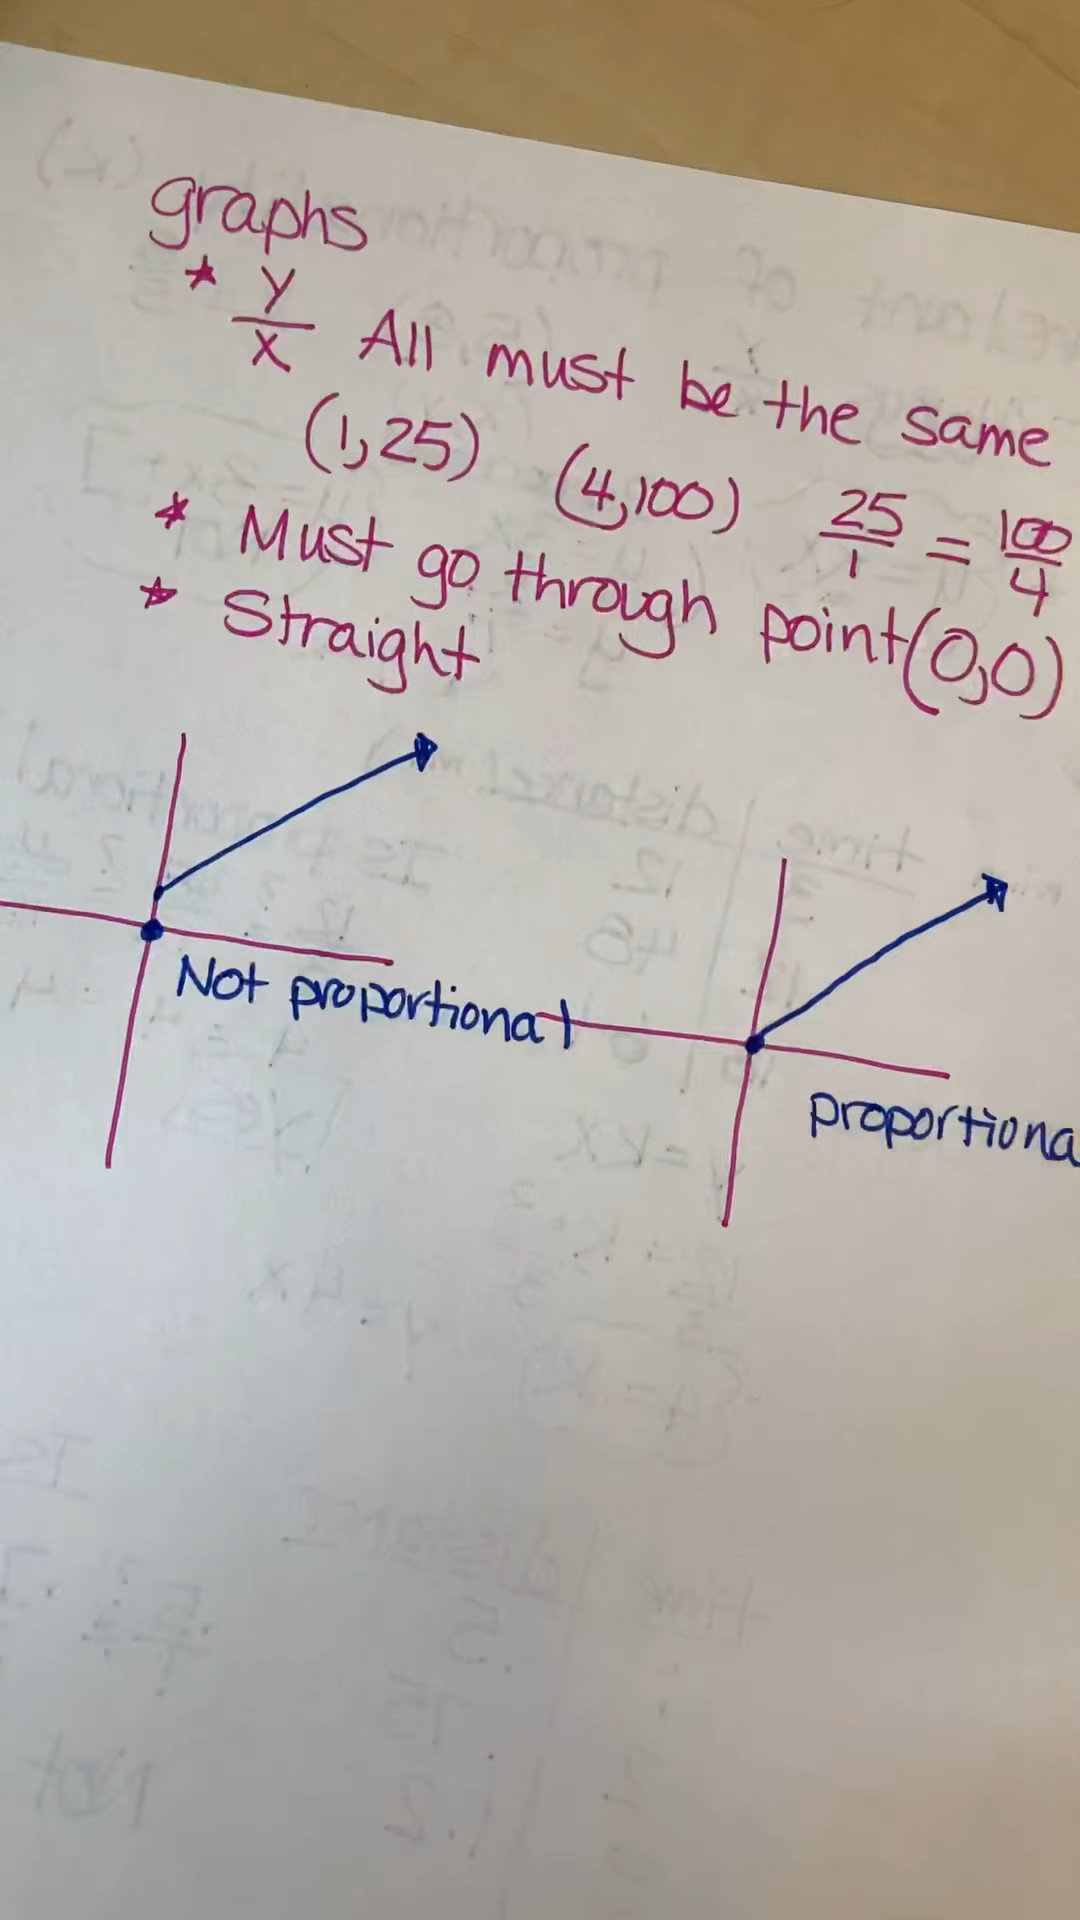 graphs
* y/x All must be the same
(1,25) (4,100) 25/1 = 100/4
* Must go through point (0,0)
* Straight
Not proportional
proportiona